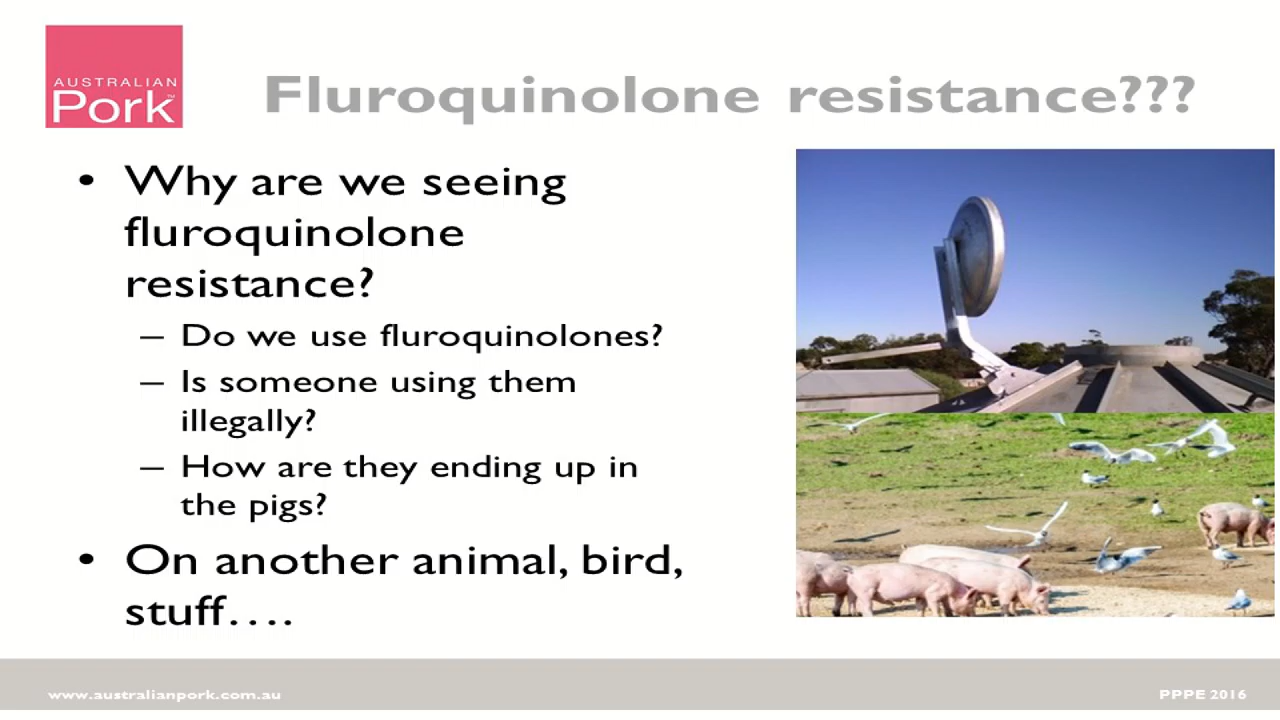 AUSTRALIAN
Pork™
Fluroquinolone resistance???
• Why are we seeing
fluroquinolone
resistance?
– Do we use fluroquinolones?
– Is someone using them
illegally?
– How are they ending up in
the pigs?
• On another animal, bird,
stuff....
www.australianpork.com.au
PPPE 2016